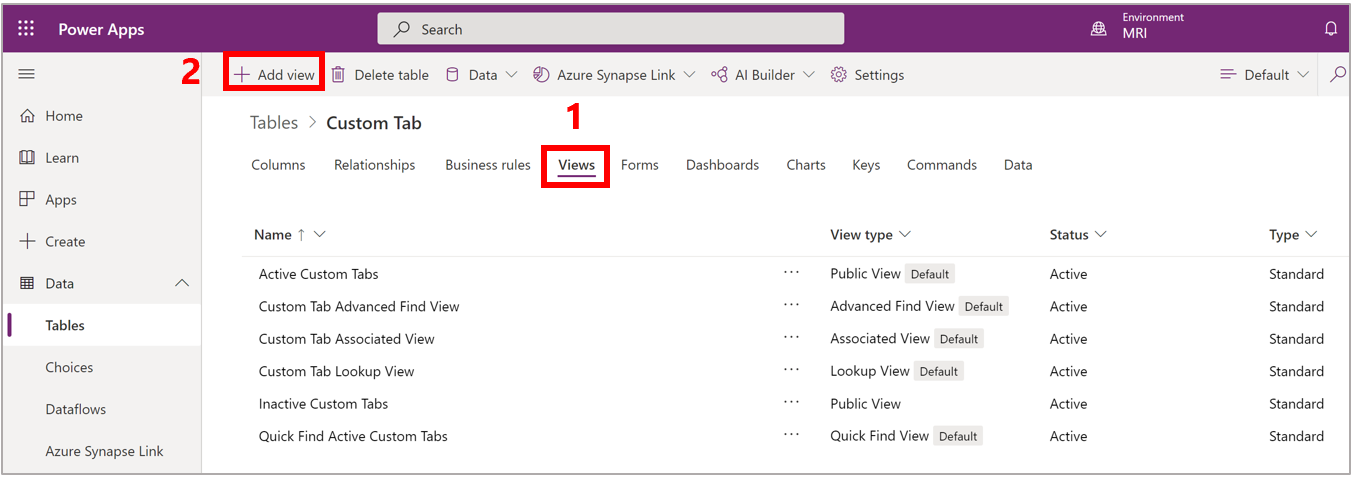 Power Apps
Search
Environment
MRI
2
Add view
Delete table
Data
Azure Synapse Link
AI Builder
Settings
Default
Home
Learn
Apps
Create
Data
Tables
Choices
Dataflows
Azure Synapse Link
Tables > Custom Tab
1
Columns Relationships Business rules Views Forms Dashboards Charts Keys Commands Data
Name View type Status Type
Active Custom Tabs ... Public View Default Active Standard
Custom Tab Advanced Find View ... Advanced Find View Default Active Standard
Custom Tab Associated View ... Associated View Default Active Standard
Custom Tab Lookup View ... Lookup View Default Active Standard
Inactive Custom Tabs ... Public View Active Standard
Quick Find Active Custom Tabs ... Quick Find View Default Active Standard